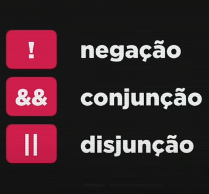 ! negação
&& conjunção
|| disjunção